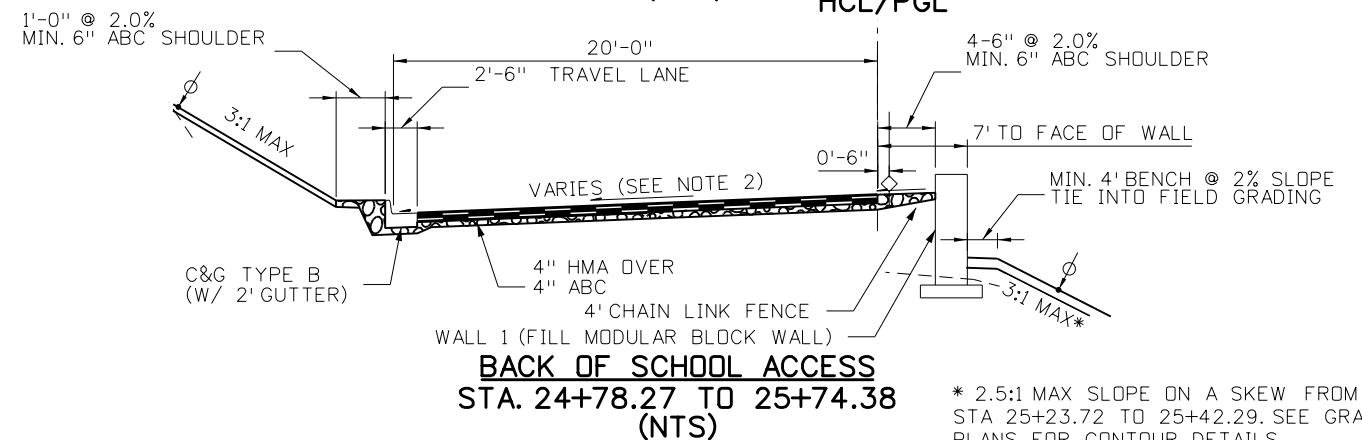 HCL/PGL
1'-0" @ 2.0%
MIN. 6" ABC SHOULDER
20'-0"
2'-6" TRAVEL LANE
4-6" @ 2.0%
MIN. 6" ABC SHOULDER
3:1 MAX
7' TO FACE OF WALL
0'-6"
VARIES (SEE NOTE 2)
MIN. 4' BENCH @ 2% SLOPE
TIE INTO FIELD GRADING
C&G TYPE B
(W/ 2' GUTTER)
4" HMA OVER
4" ABC
4' CHAIN LINK FENCE
3:1 MAX*
WALL 1 (FILL MODULAR BLOCK WALL)
BACK OF SCHOOL ACCESS
STA. 24+78.27 TO 25+74.38
(NTS)
* 2.5:1 MAX SLOPE ON A SKEW FROM
STA 25+23.72 TO 25+42.29. SEE GRA
PLANS FOR CONTOUR DETAILS